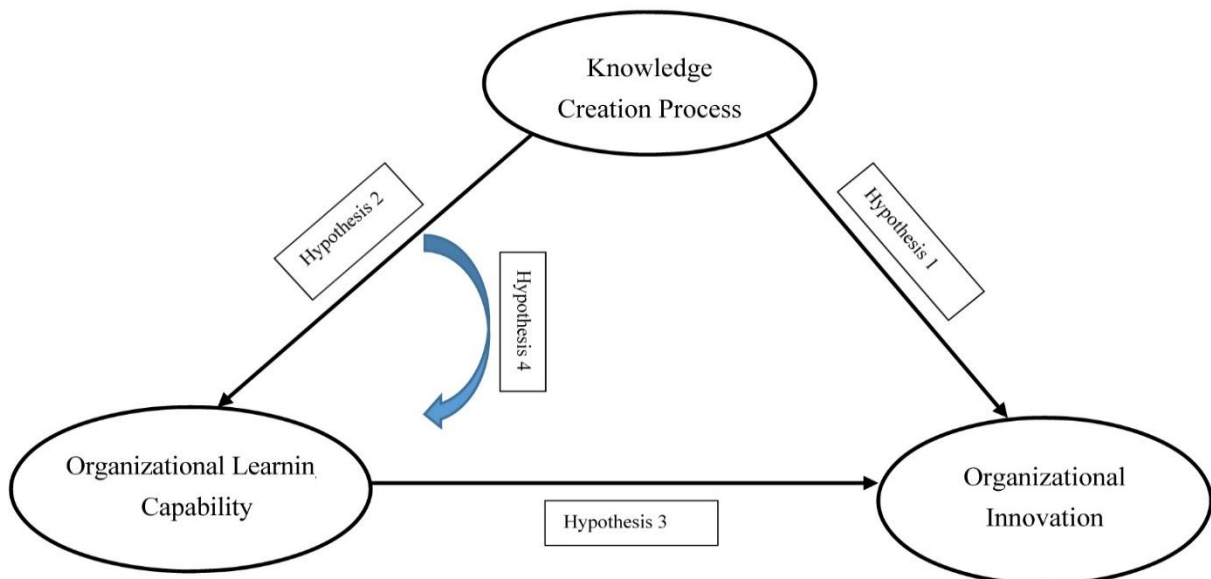 Knowledge
Creation Process
Hypothesis 2
Hypothesis 1
Hypothesis 4
Organizational Learnin
Capability
Hypothesis 3
Organizational
Innovation